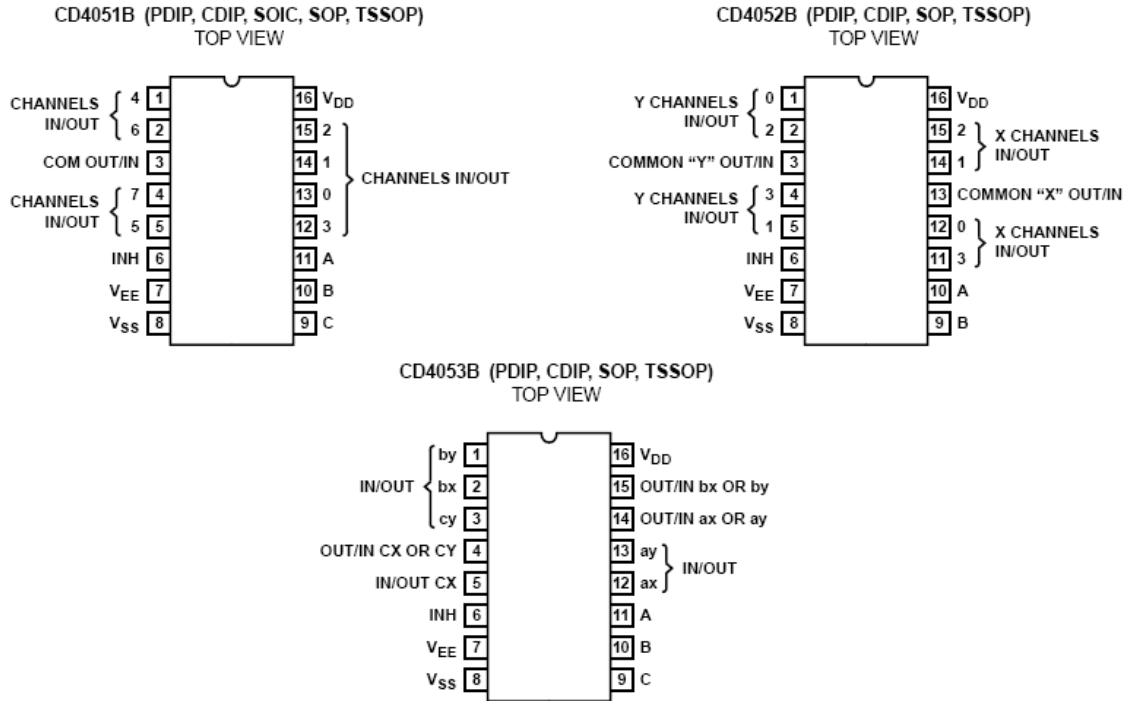 CD4051B (PDIP, CDIP, SOIC, SOP, TSSOP)
TOP VIEW
CHANNELS IN/OUT
4 1
6 2
COM OUT/IN 3
CHANNELS IN/OUT
7 4
5 5
INH 6
VEE 7
VSS 8
16 VDD
15 2
14 1
13 0
12 3
CHANNELS IN/OUT
11 A
10 B
9 C
CD4052B (PDIP, CDIP, SOP, TSSOP)
TOP VIEW
Y CHANNELS IN/OUT
0 1
2 2
COMMON “Y” OUT/IN 3
Y CHANNELS IN/OUT
3 4
1 5
INH 6
VEE 7
VSS 8
16 VDD
15 2
14 1
X CHANNELS IN/OUT
13 COMMON “X” OUT/IN
12 0
11 3
X CHANNELS IN/OUT
10 A
9 B
CD4053B (PDIP, CDIP, SOP, TSSOP)
TOP VIEW
IN/OUT
by 1
bx 2
cy 3
OUT/IN CX OR CY 4
IN/OUT CX 5
INH 6
VEE 7
VSS 8
16 VDD
15 OUT/IN bx OR by
14 OUT/IN ax OR ay
13 ay
12 ax
IN/OUT
11 A
10 B
9 C